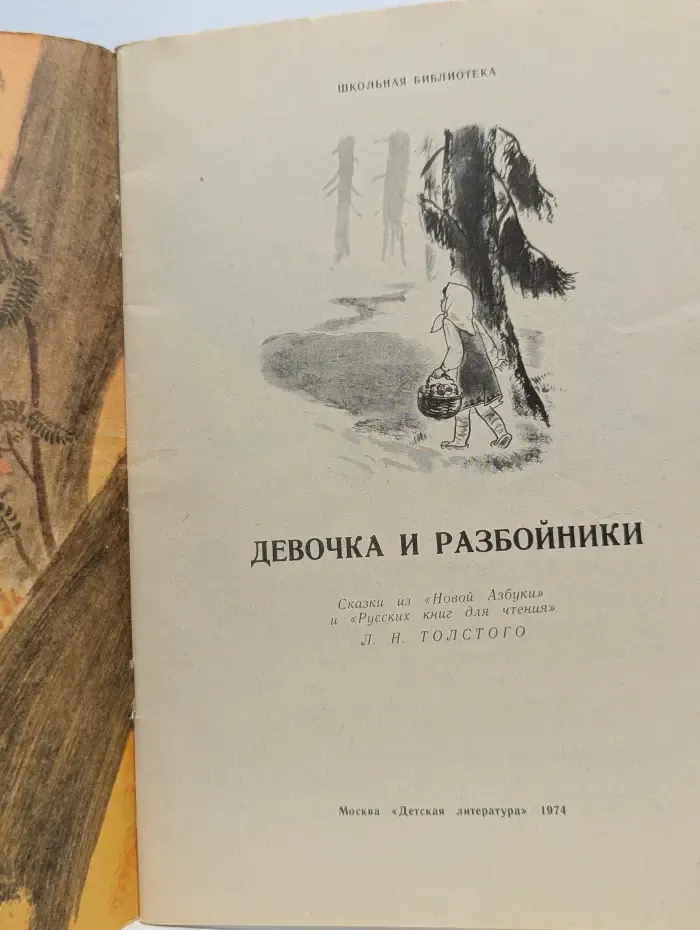 ШКОЛЬНАЯ БИБЛИОТЕКА
ДЕВОЧКА И РАЗБОЙНИКИ
Сказки из «Новой Азбуки»
и «Русских книг для чтения»
Л. Н. ТОЛСТОГО
Москва «Детская литература» 1974